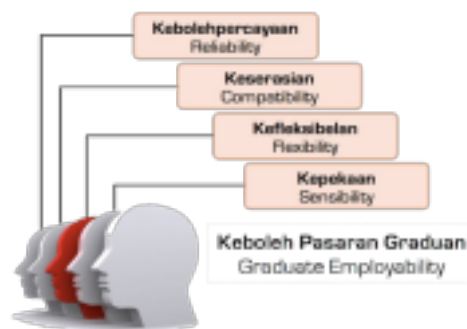 Kebolehpercayaan
Reliability
Keserasian
Compatibility
Kefleksibelan
Flexibility
Kepekaan
Sensibility
Keboleh Pasaran Graduan
Graduate Employability